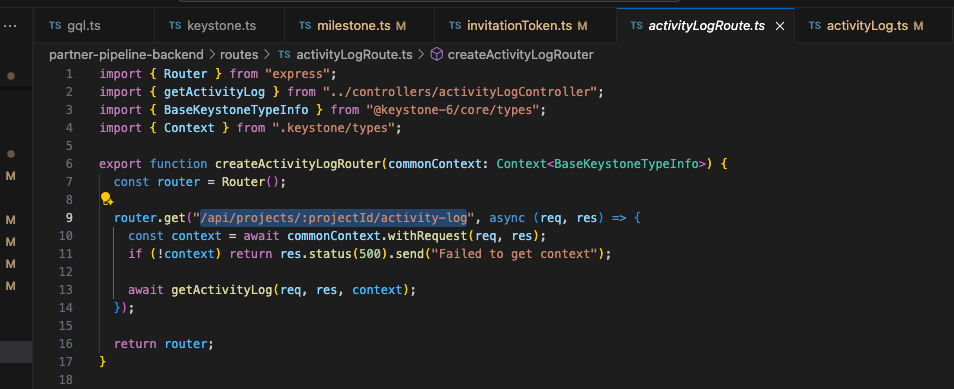 ... TS gql.ts TS keystone.ts TS milestone.ts M TS invitationToken.ts M TS activityLogRoute.ts × TS activityLog.ts M
partner-pipeline-backend > routes > TS activityLogRoute.ts > createActivityLogRouter
1 import { Router } from "express";
2 import { getActivityLog } from "../controllers/activityLogController";
3 import { BaseKeystoneTypeInfo } from "@keystone-6/core/types";
4 import { Context } from ".keystone/types";
5
6 export function createActivityLogRouter(commonContext: Context<BaseKeystoneTypeInfo>) {
7 const router = Router();
8
9 router.get("/api/projects/:projectId/activity-log", async (req, res) => {
10 const context = await commonContext.withRequest(req, res);
11 if (!context) return res.status(500).send("Failed to get context");
12
13 await getActivityLog(req, res, context);
14 });
15
16 return router;
17 }
18
M
M
M
M
M